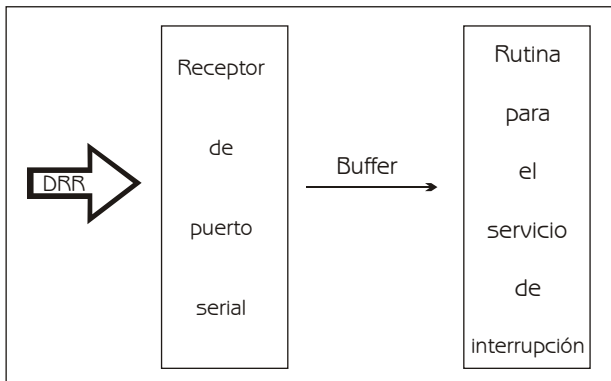 DRR
Receptor
de
puerto
serial
Buffer
Rutina
para
el
servicio
de
interrupción